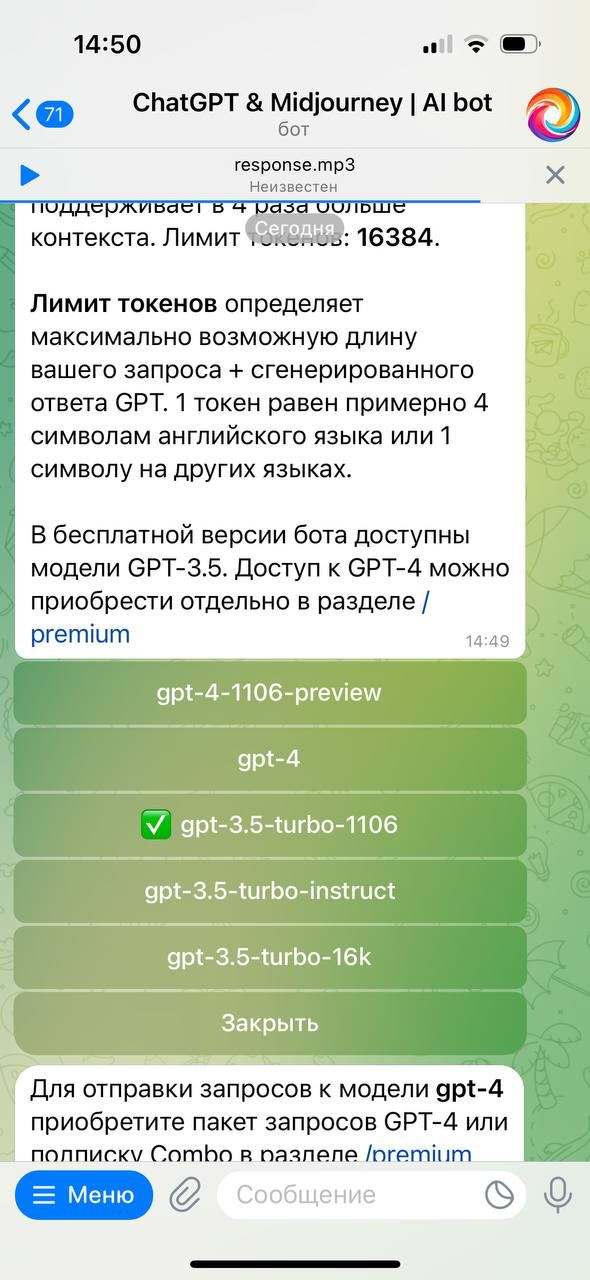 14:50
71
ChatGPT & Midjourney | AI bot
бот
response.mp3
Неизвестен
поддерживает в 4 раза больше
Сегодня
контекста. Лимит токенов: 16384.
Лимит токенов определяет
максимально возможную длину
вашего запроса + сгенерированного
ответа GPT. 1 токен равен примерно 4
символам английского языка или 1
символу на других языках.
В бесплатной версии бота доступны
модели GPT-3.5. Доступ к GPT-4 можно
приобрести отдельно в разделе /
premium
14:49
gpt-4-1106-preview
gpt-4
✅ gpt-3.5-turbo-1106
gpt-3.5-turbo-instruct
gpt-3.5-turbo-16k
Закрыть
Для отправки запросов к модели gpt-4
приобретите пакет запросов GPT-4 или
подписку Combo в разделе /premium
Меню
Сообщение